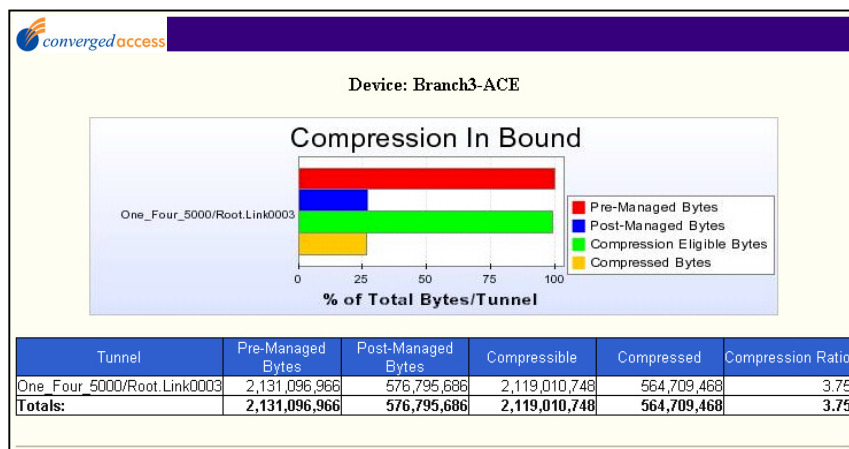 converged access
Device: Branch3-ACE
Compression In Bound
One_Four_5000/Root.Link0003
Pre-Managed Bytes
Post-Managed Bytes
Compression Eligible Bytes
Compressed Bytes
0 25 50 75 100
% of Total Bytes/Tunnel
Tunnel Pre-Managed Bytes Post-Managed Bytes Compressible Compressed Compression Ratio
One_Four_5000/Root.Link0003 2,131,096,966 576,795,686 2,119,010,748 564,709,468 3.75
Totals: 2,131,096,966 576,795,686 2,119,010,748 564,709,468 3.75